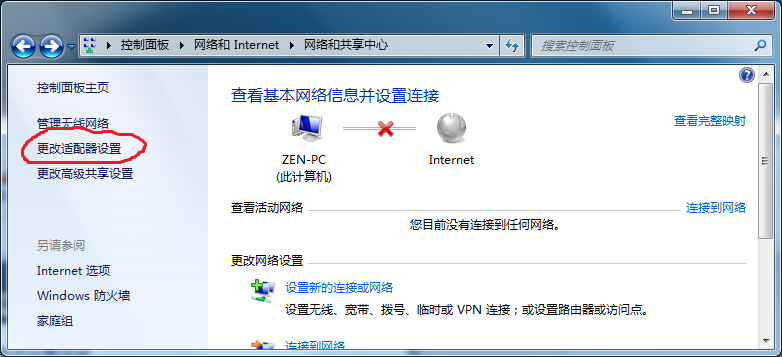 控制面板 ▸ 网络和 Internet ▸ 网络和共享中心
搜索控制面板
控制面板主页
管理无线网络
更改适配器设置
更改高级共享设置
另请参阅
Internet 选项
Windows 防火墙
家庭组
查看基本网络信息并设置连接
查看完整映射
ZEN-PC
(此计算机)
Internet
查看活动网络
连接到网络
您目前没有连接到任何网络。
更改网络设置
设置新的连接或网络
设置无线、宽带、拨号、临时或 VPN 连接；或设置路由器或访问点。
连接到网络